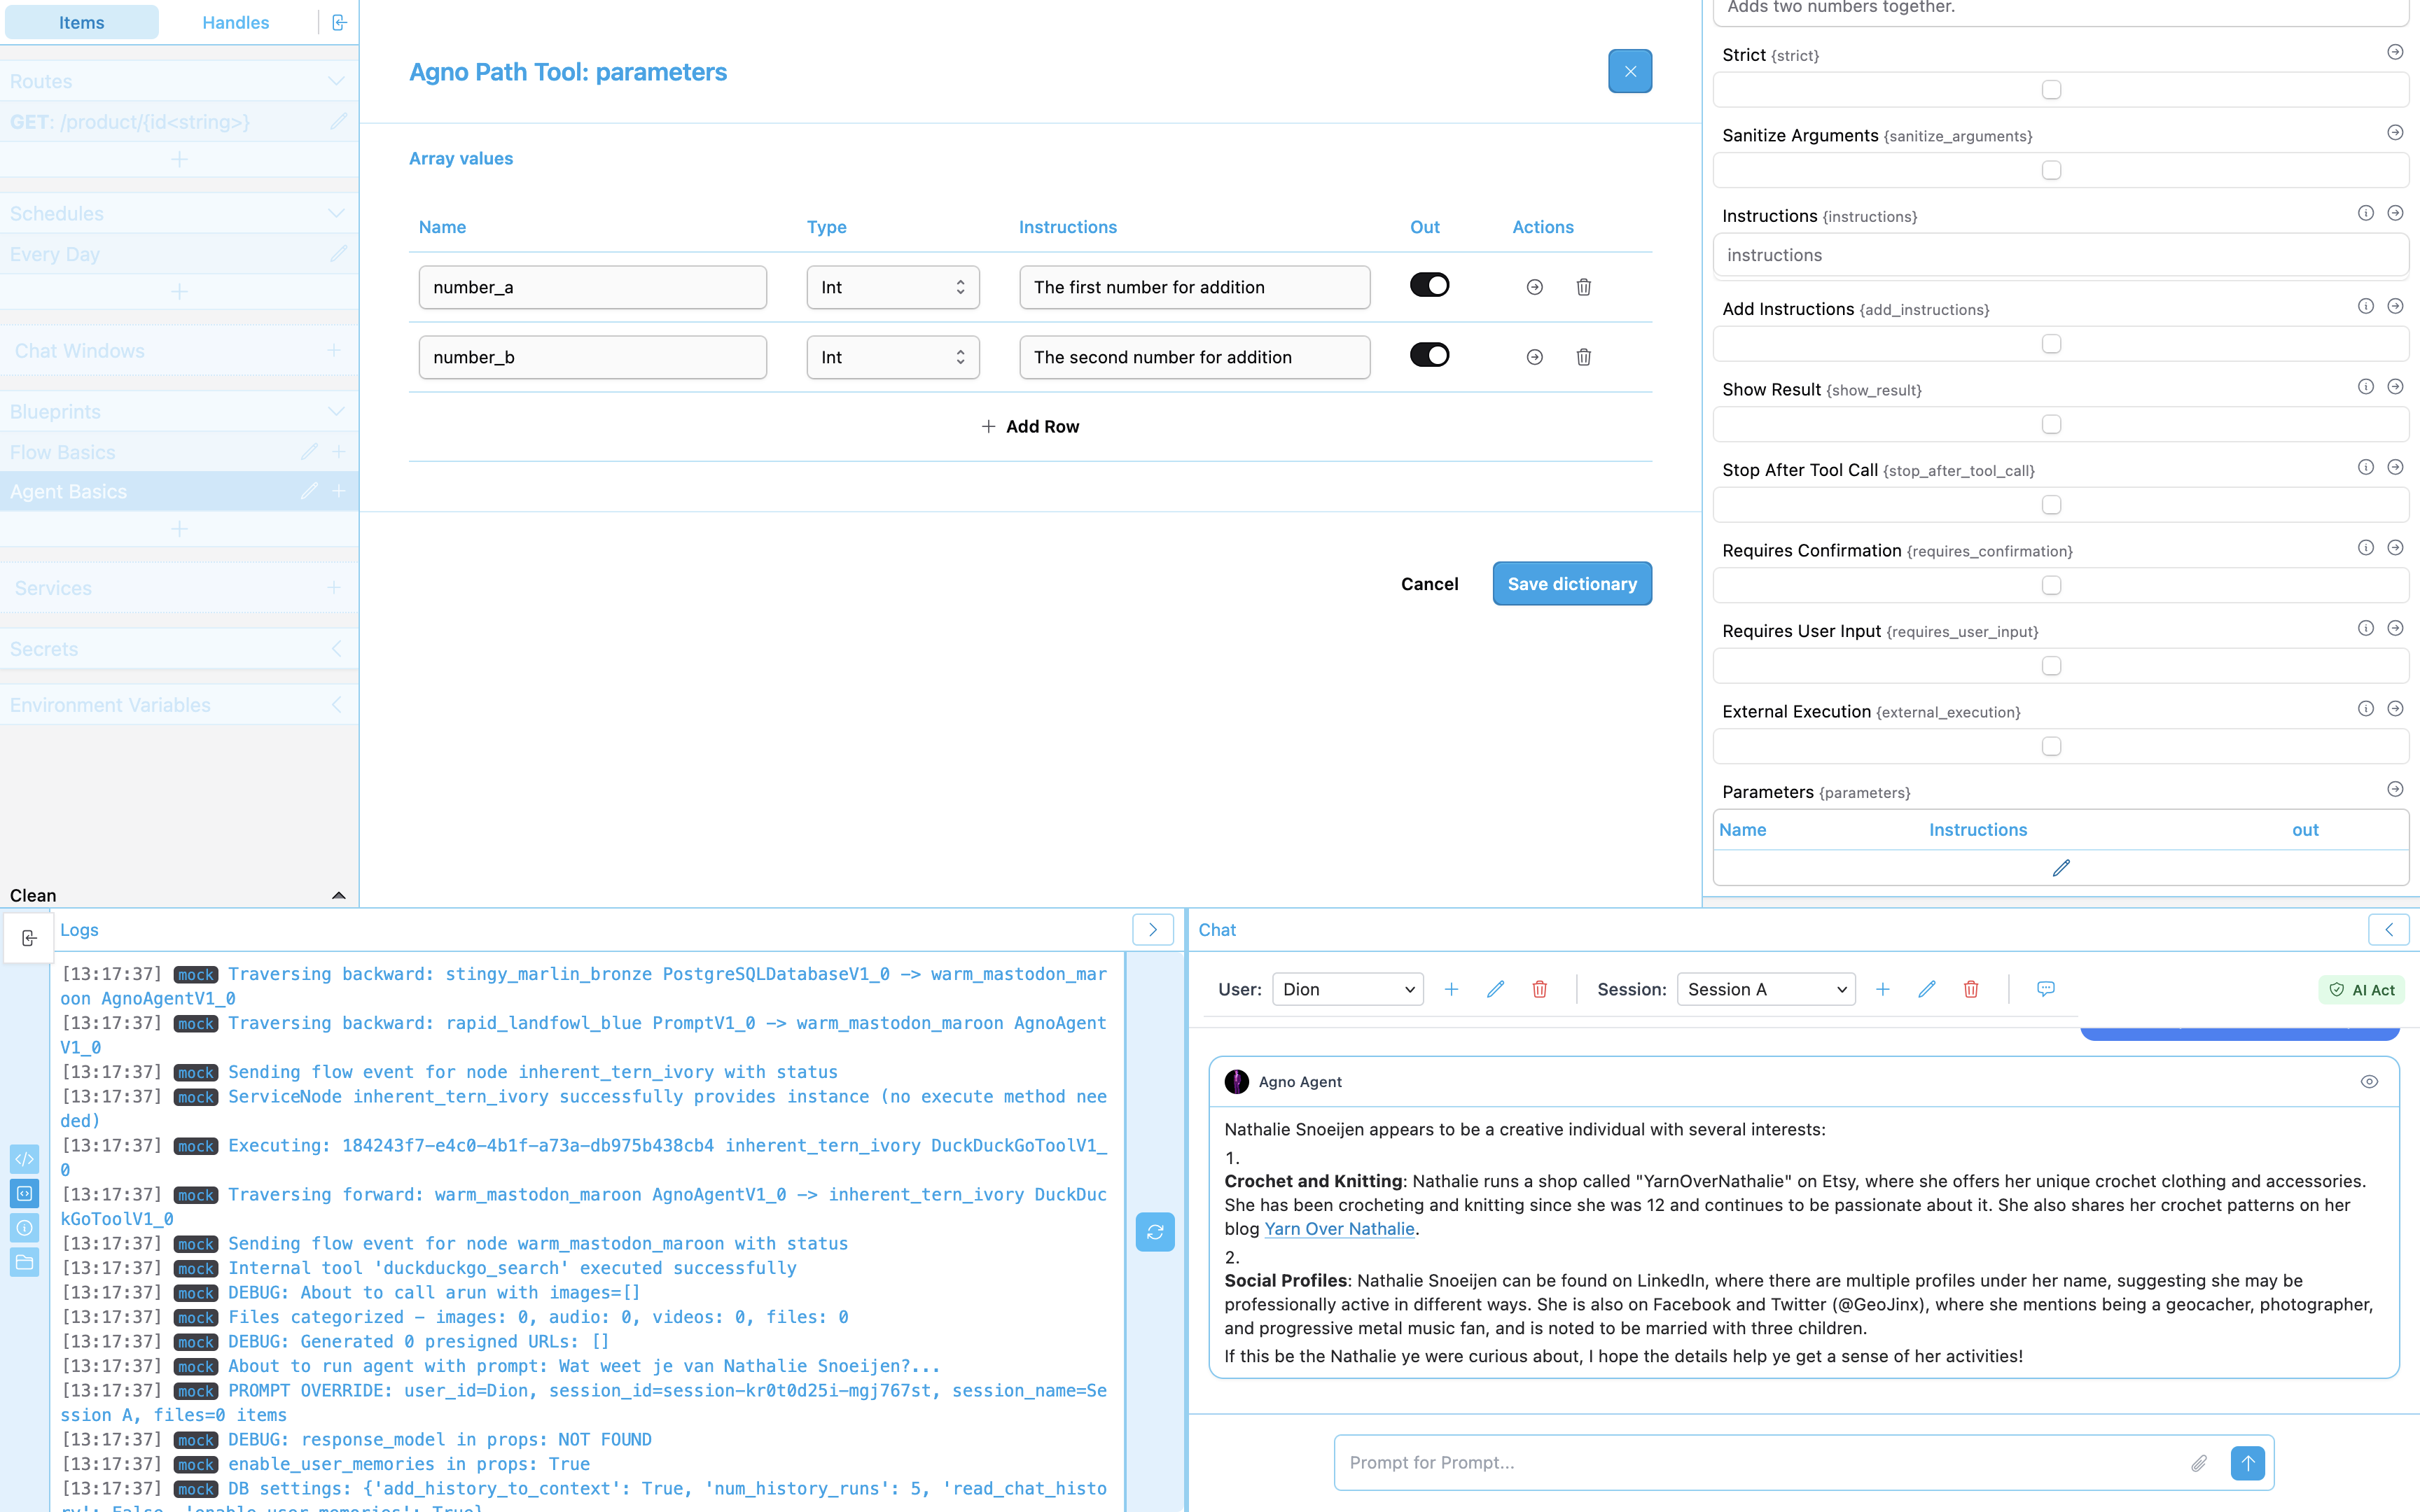 Items
Handles
Routes
GET: /product/{id<string>}
Schedules
Every Day
Chat Windows
Blueprints
Flow Basics
Agent Basics
Services
Secrets
Environment Variables
Clean
Agno Path Tool: parameters
Array values
Name Type Instructions Out Actions
number_a Int The first number for addition
number_b Int The second number for addition
Add Row
Cancel Save dictionary
Adds two numbers together.
Strict {strict}
Sanitize Arguments {sanitize_arguments}
Instructions {instructions}
instructions
Add Instructions {add_instructions}
Show Result {show_result}
Stop After Tool Call {stop_after_tool_call}
Requires Confirmation {requires_confirmation}
Requires User Input {requires_user_input}
External Execution {external_execution}
Parameters {parameters}
Name Instructions out
Logs
[13:17:37] mock Traversing backward: stingy_marlin_bronze PostgreSQLDatabaseV1_0 -> warm_mastodon_mar
oon AgnoAgentV1_0
[13:17:37] mock Traversing backward: rapid_landfowl_blue PromptV1_0 -> warm_mastodon_maroon AgnoAgent
V1_0
[13:17:37] mock Sending flow event for node inherent_tern_ivory with status
[13:17:37] mock ServiceNode inherent_tern_ivory successfully provides instance (no execute method nee
ded)
[13:17:37] mock Executing: 184243f7-e4c0-4b1f-a73a-db975b438cb4 inherent_tern_ivory DuckDuckGoToolV1_
0
[13:17:37] mock Traversing forward: warm_mastodon_maroon AgnoAgentV1_0 -> inherent_tern_ivory DuckDuc
kGoToolV1_0
[13:17:37] mock Sending flow event for node warm_mastodon_maroon with status
[13:17:37] mock Internal tool 'duckduckgo_search' executed successfully
[13:17:37] mock DEBUG: About to call arun with images=[]
[13:17:37] mock Files categorized - images: 0, audio: 0, videos: 0, files: 0
[13:17:37] mock DEBUG: Generated 0 presigned URLs: []
[13:17:37] mock About to run agent with prompt: Wat weet je van Nathalie Snoeijen?...
[13:17:37] mock PROMPT OVERRIDE: user_id=Dion, session_id=session-kr0t0d25i-mgj767st, session_name=Se
ssion A, files=0 items
[13:17:37] mock DEBUG: response_model in props: NOT FOUND
[13:17:37] mock enable_user_memories in props: True
[13:17:37] mock DB settings: {'add_history_to_context': True, 'num_history_runs': 5, 'read_chat_histo
ry': False, 'enable_user_memories': True}
Chat
User: Dion Session: Session A AI Act
Agno Agent
Nathalie Snoeijen appears to be a creative individual with several interests:
1.
Crochet and Knitting: Nathalie runs a shop called "YarnOverNathalie" on Etsy, where she offers her unique crochet clothing and accessories.
She has been crocheting and knitting since she was 12 and continues to be passionate about it. She also shares her crochet patterns on her
blog Yarn Over Nathalie.
2.
Social Profiles: Nathalie Snoeijen can be found on LinkedIn, where there are multiple profiles under her name, suggesting she may be
professionally active in different ways. She is also on Facebook and Twitter (@GeoJinx), where she mentions being a geocacher, photographer,
and progressive metal music fan, and is noted to be married with three children.
If this be the Nathalie ye were curious about, I hope the details help ye get a sense of her activities!
Prompt for Prompt...